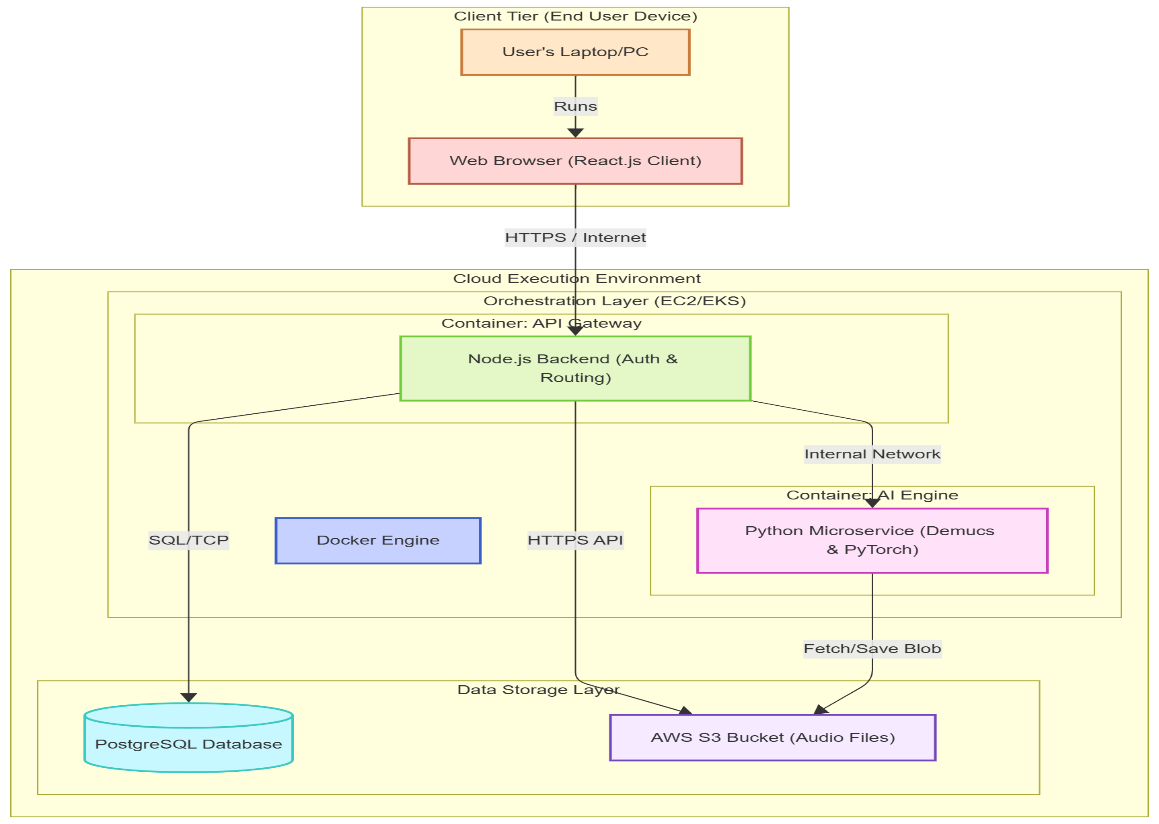 Client Tier (End User Device)
User's Laptop/PC
Runs
Web Browser (React.js Client)
HTTPS / Internet
Cloud Execution Environment
Orchestration Layer (EC2/EKS)
Container: API Gateway
Node.js Backend (Auth &
Routing)
Internal Network
Container: AI Engine
SQL/TCP
Docker Engine
HTTPS API
Python Microservice (Demucs
& PyTorch)
Fetch/Save Blob
Data Storage Layer
PostgreSQL Database
AWS S3 Bucket (Audio Files)